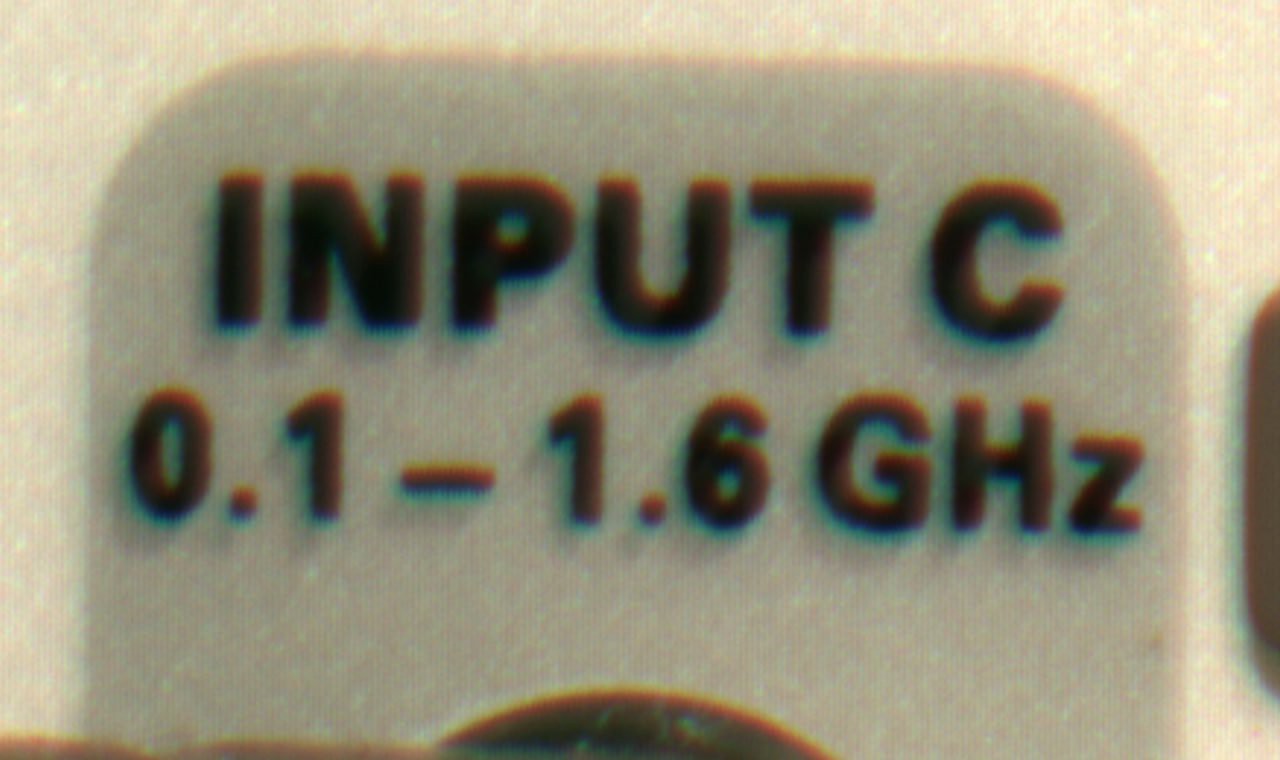 INPUT C
0.1 – 1.6 GHz